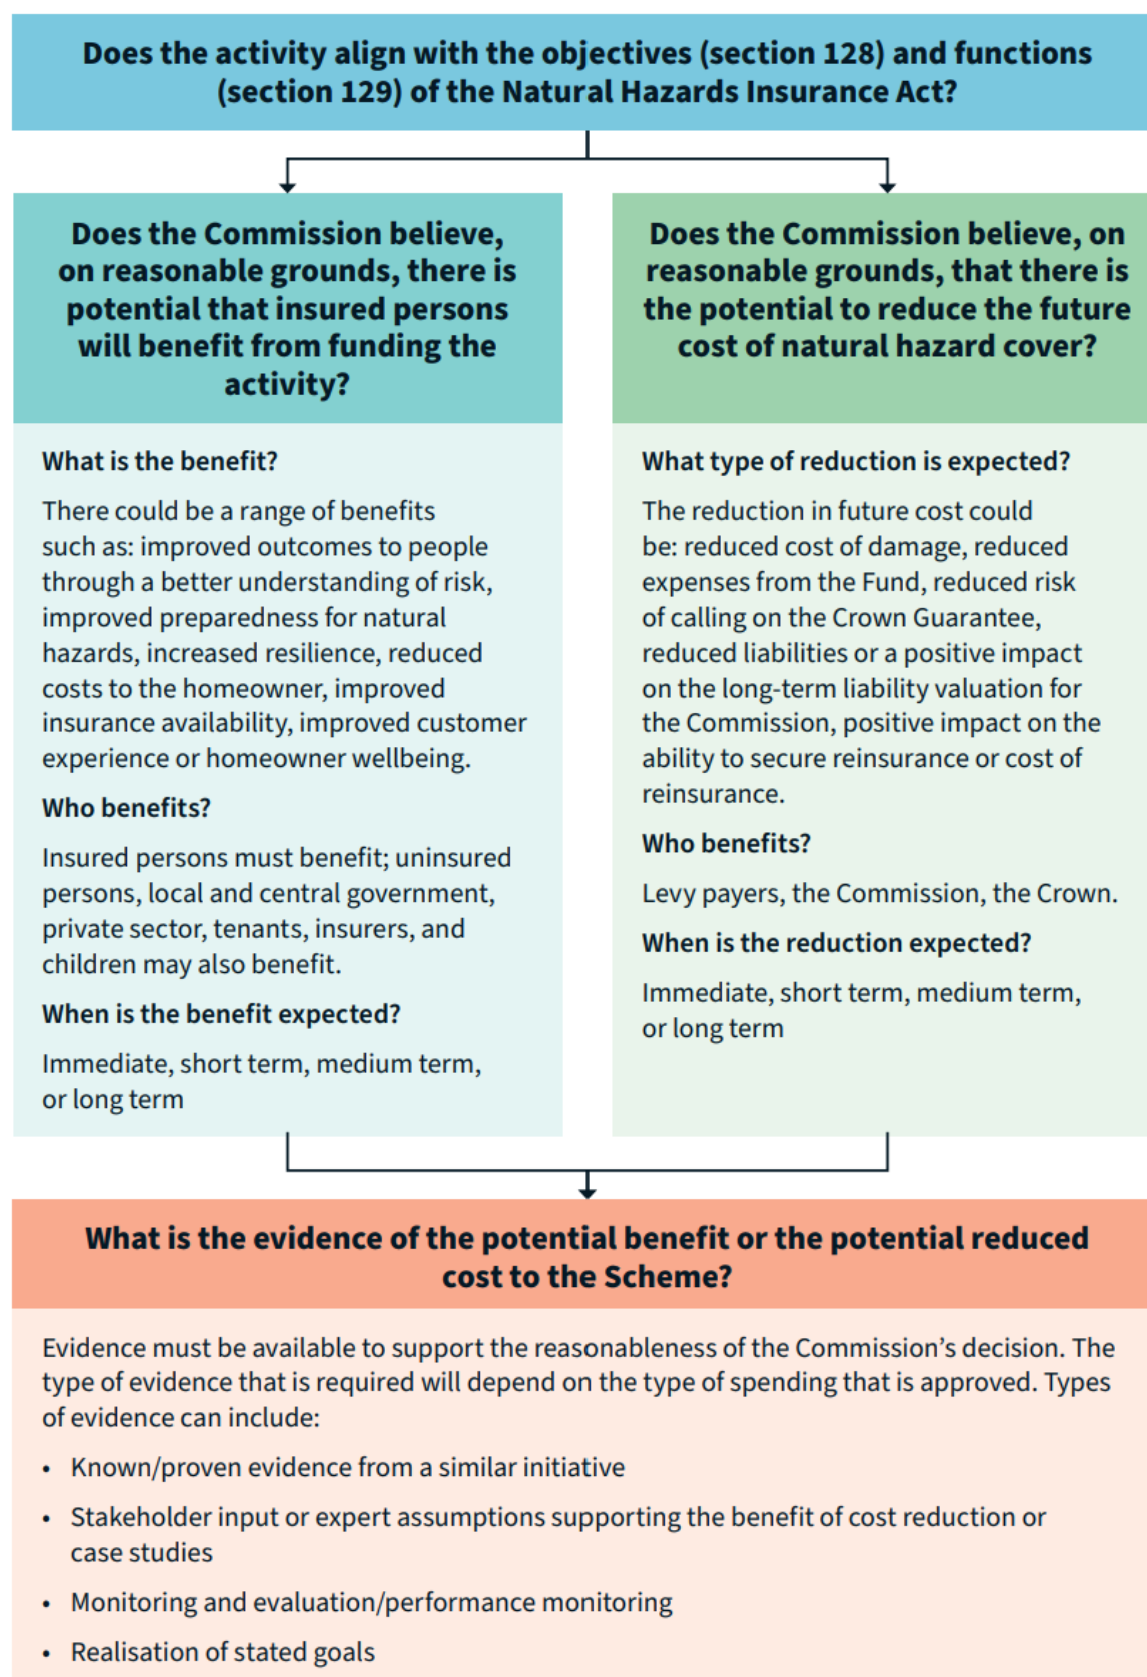 Does the activity align with the objectives (section 128) and functions
(section 129) of the Natural Hazards Insurance Act?
Does the Commission believe,
on reasonable grounds, there is
potential that insured persons
will benefit from funding the
activity?
What is the benefit?
There could be a range of benefits
such as: improved outcomes to people
through a better understanding of risk,
improved preparedness for natural
hazards, increased resilience, reduced
costs to the homeowner, improved
insurance availability, improved customer
experience or homeowner wellbeing.
Who benefits?
Insured persons must benefit; uninsured
persons, local and central government,
private sector, tenants, insurers, and
children may also benefit.
When is the benefit expected?
Immediate, short term, medium term,
or long term
Does the Commission believe, on
reasonable grounds, that there is
the potential to reduce the future
cost of natural hazard cover?
What type of reduction is expected?
The reduction in future cost could
be: reduced cost of damage, reduced
expenses from the Fund, reduced risk
of calling on the Crown Guarantee,
reduced liabilities or a positive impact
on the long-term liability valuation for
the Commission, positive impact on the
ability to secure reinsurance or cost of
reinsurance.
Who benefits?
Levy payers, the Commission, the Crown.
When is the reduction expected?
Immediate, short term, medium term,
or long term
What is the evidence of the potential benefit or the potential reduced
cost to the Scheme?
Evidence must be available to support the reasonableness of the Commission’s decision. The
type of evidence that is required will depend on the type of spending that is approved. Types
of evidence can include:
• Known/proven evidence from a similar initiative
• Stakeholder input or expert assumptions supporting the benefit of cost reduction or
case studies
• Monitoring and evaluation/performance monitoring
• Realisation of stated goals